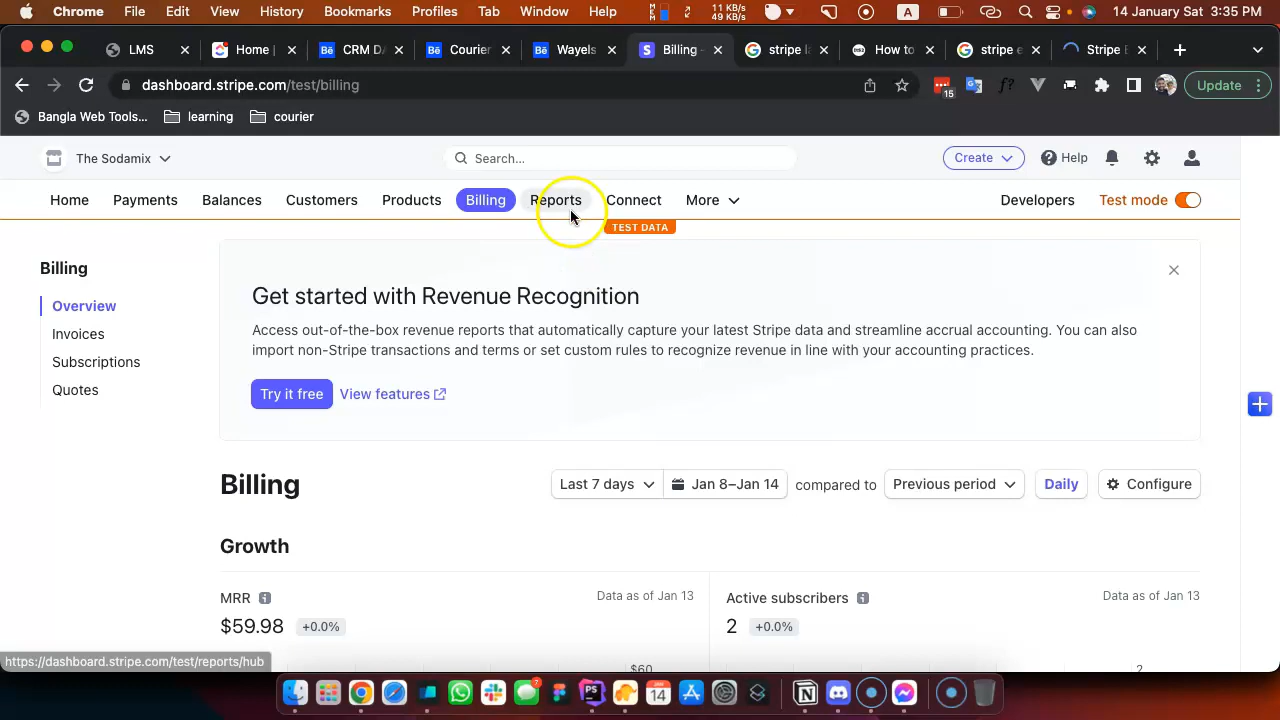 Chrome File Edit View History Bookmarks Profiles Tab Window Help 11 KB/s 49 KB/s A 14 January Sat 3:35 PM
LMS Home | CRM DA Courier Wayels Billing - stripe la How to stripe e Stripe E
dashboard.stripe.com/test/billing 15 f? Update
Bangla Web Tools... learning courier
The Sodamix Search... Create Help
Home Payments Balances Customers Products Billing Reports Connect More Developers Test mode
TEST DATA
Billing
Overview
Invoices
Subscriptions
Quotes
Get started with Revenue Recognition
Access out-of-the-box revenue reports that automatically capture your latest Stripe data and streamline accrual accounting. You can also
import non-Stripe transactions and terms or set custom rules to recognize revenue in line with your accounting practices.
Try it free View features
Billing Last 7 days Jan 8–Jan 14 compared to Previous period Daily Configure
Growth
MRR Data as of Jan 13 Active subscribers Data as of Jan 13
$59.98 +0.0% 2 +0.0%
$60 2
https://dashboard.stripe.com/test/reports/hub
7 PS 14